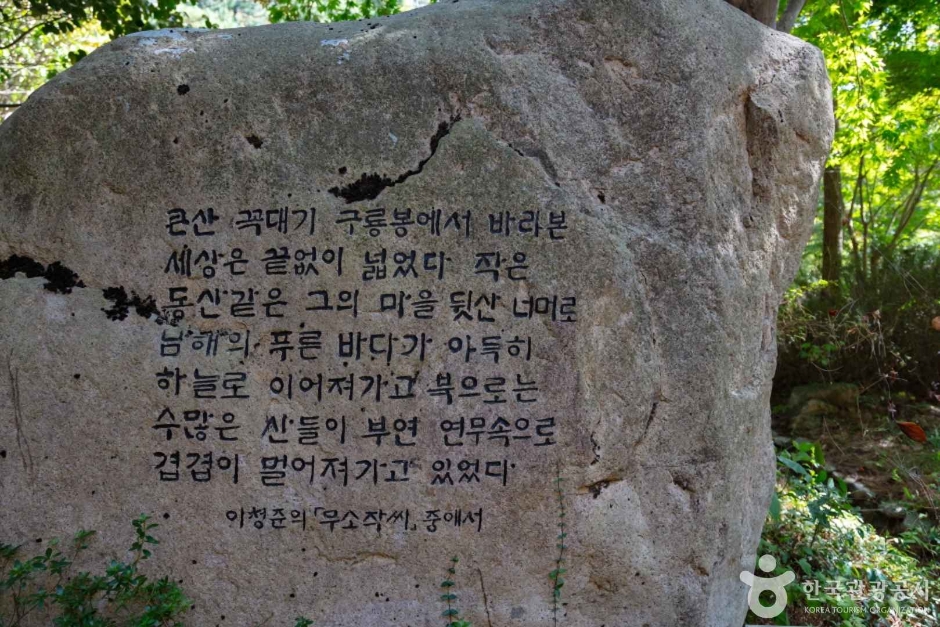 큰산 꼭대기 구룡봉에서 바라본
세상은 끝없이 넓었다 작은
동산같은 그의 마을 뒷산 너머로
남해의 푸른 바다가 아득히
하늘로 이어져가고 북으로는
수많은 산들이 부연 연무속으로
겹겹이 멀어져가고 있었다
이청준의「무소작씨」중에서
한국관광공사
KOREA TOURISM ORGANIZATION